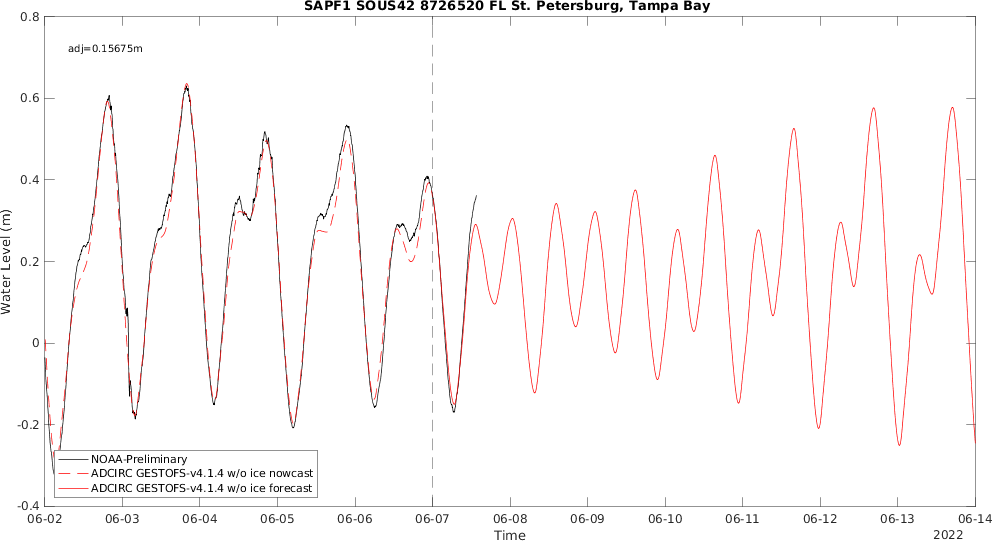 SAPF1 SOUS42 8726520 FL St. Petersburg, Tampa Bay
adj=0.15675m
Water Level (m)
0.8
0.6
0.4
0.2
0
-0.2
-0.4
NOAA-Preliminary
ADCIRC GESTOFS-v4.1.4 w/o ice nowcast
ADCIRC GESTOFS-v4.1.4 w/o ice forecast
06-02 06-03 06-04 06-05 06-06 06-07 06-08 06-09 06-10 06-11 06-12 06-13 06-14
Time
2022